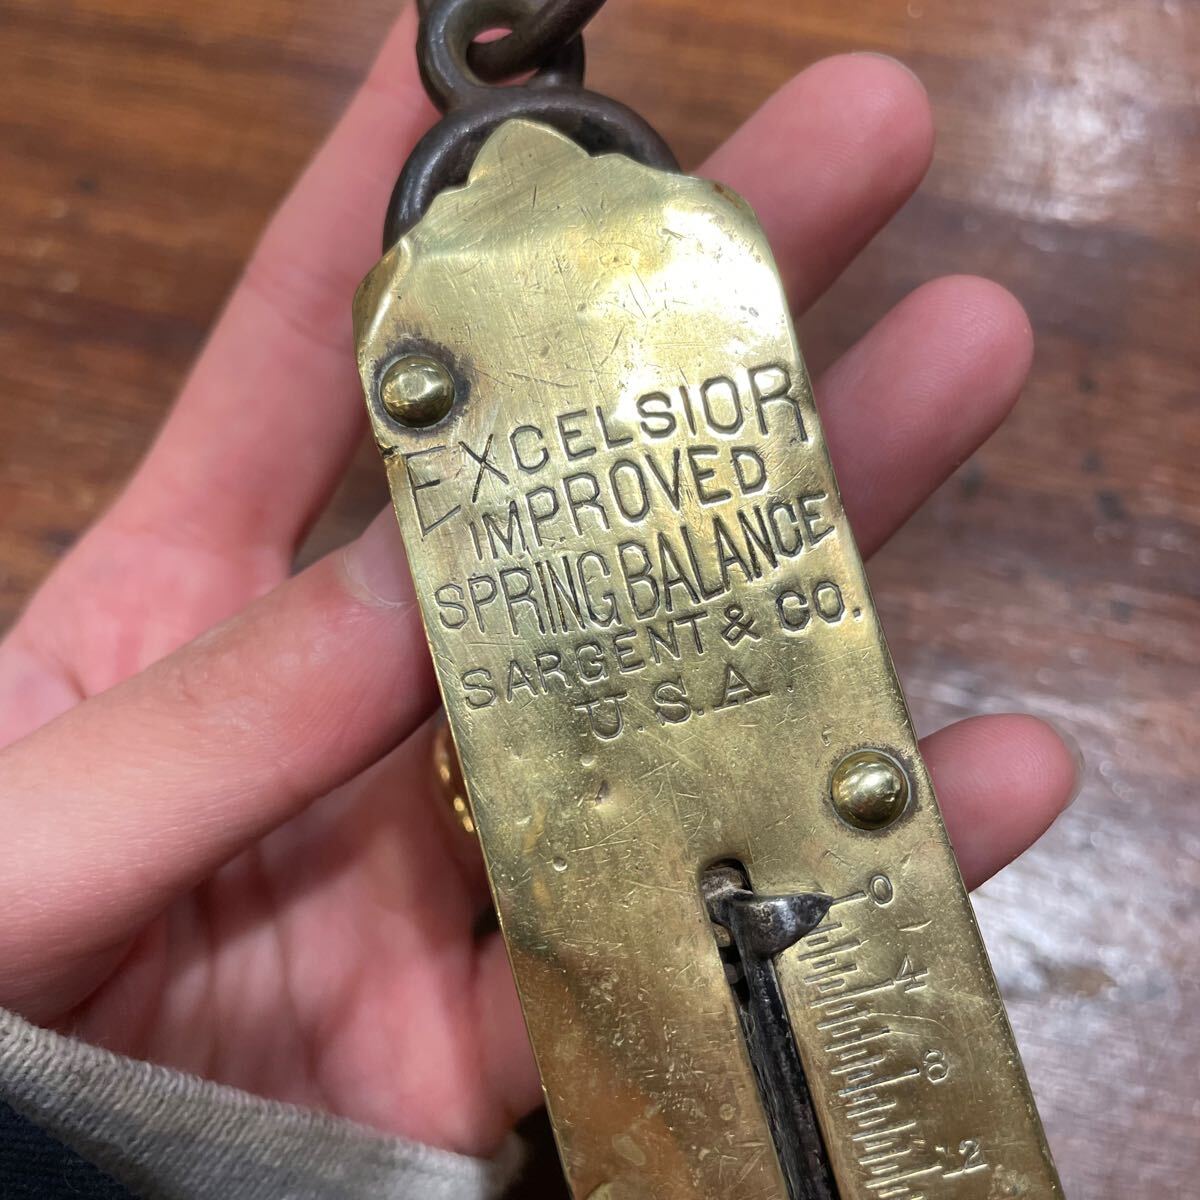 EXCELSIOR
IMPROVED
SPRING BALANCE
SARGENT & CO.
U.S.A.
0
4
8
12